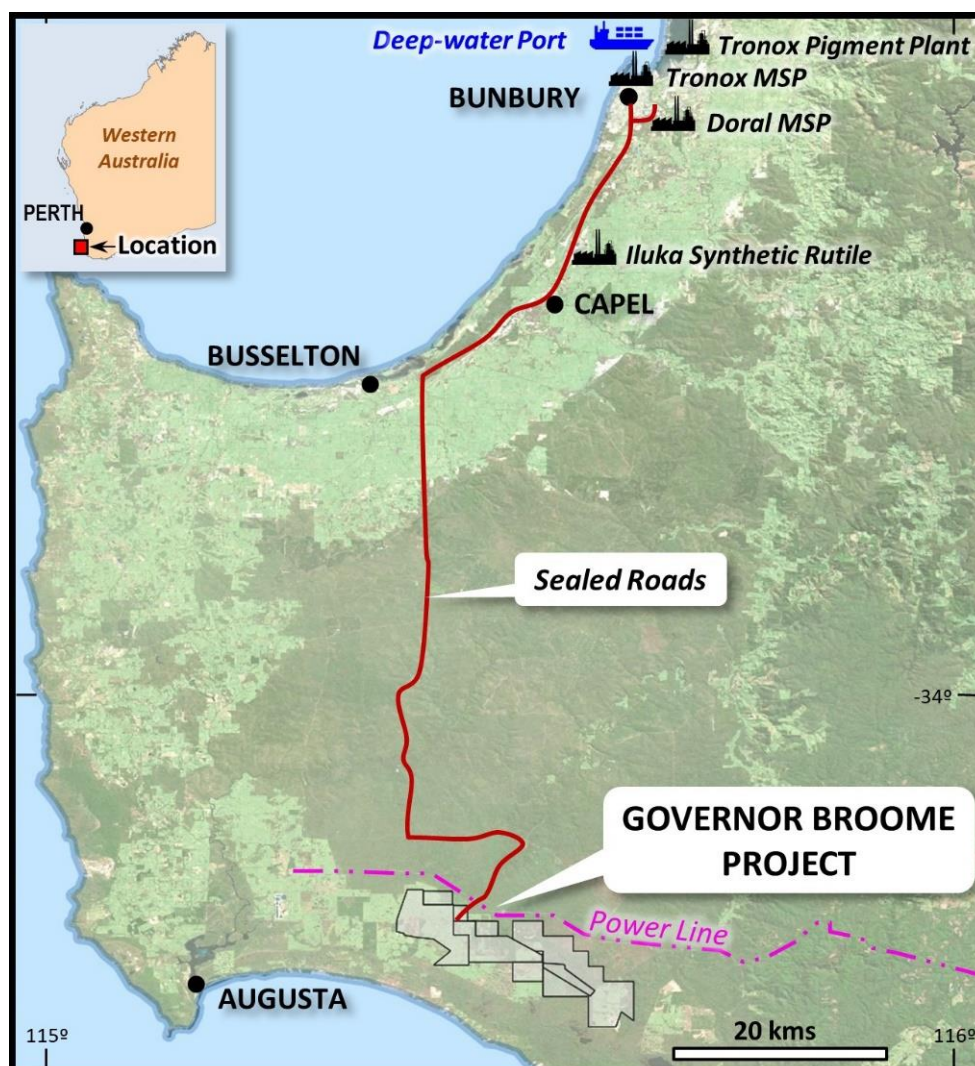 Deep-water Port
Tronox Pigment Plant
Tronox MSP
BUNBURY
Doral MSP
Western
Australia
PERTH
Location
Iluka Synthetic Rutile
CAPEL
BUSSELTON
Sealed Roads
-34º
GOVERNOR BROOME
PROJECT
Power Line
AUGUSTA
20 kms
115º
116º